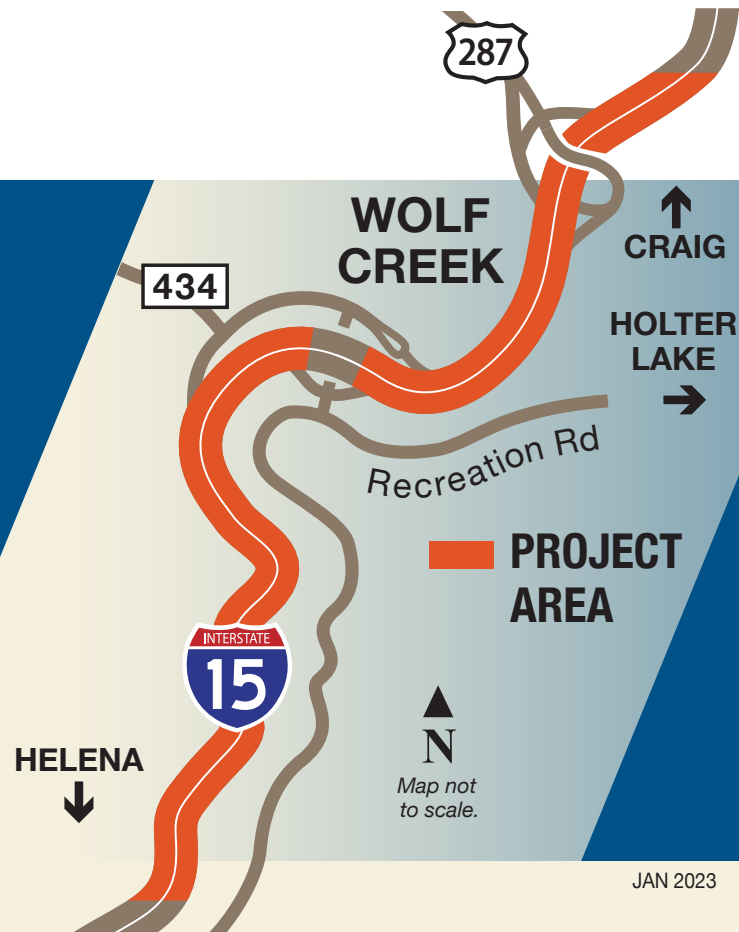 287
WOLF
CREEK
CRAIG
434
HOLTER
LAKE
Recreation Rd
PROJECT
AREA
INTERSTATE
15
N
HELENA
Map not
to scale.
JAN 2023